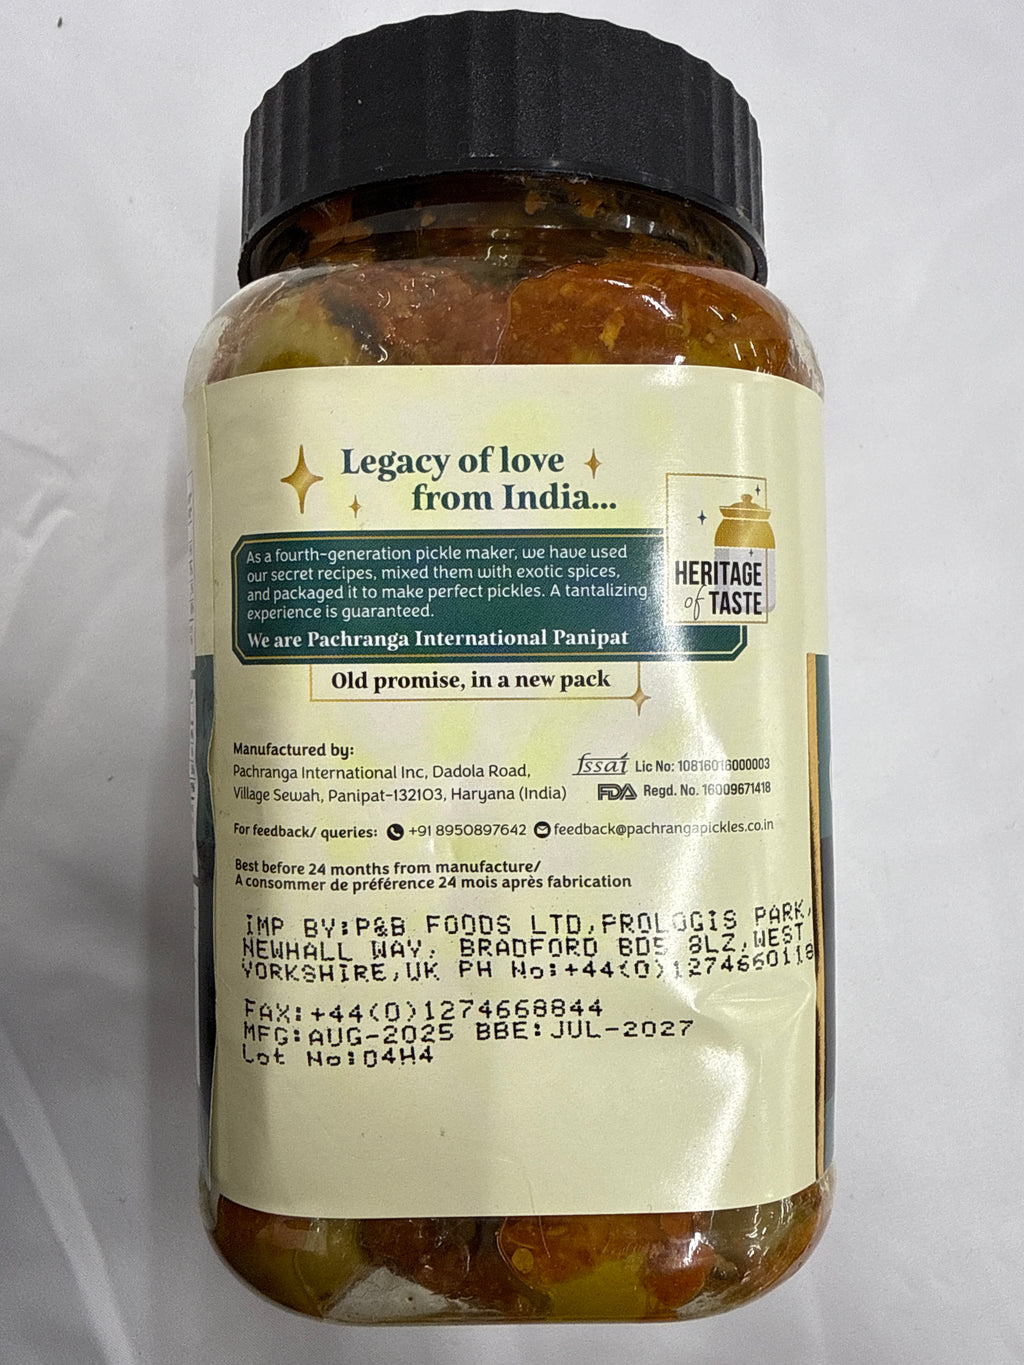 Legacy of love
from India...
As a fourth-generation pickle maker, we have used
our secret recipes, mixed them with exotic spices,
and packaged it to make perfect pickles. A tantalizing
experience is guaranteed.
We are Pachranga International Panipat
HERITAGE
of TASTE
Old promise, in a new pack
Manufactured by:
Pachranga International Inc, Dadola Road,
Village Sewah, Panipat-132103, Haryana (India)
fssai Lic No: 10816016000003
FDA Regd. No. 16009671418
For feedback/ queries: +91 8950897642 feedback@pachrangapickles.co.in
Best before 24 months from manufacture/
A consommer de préférence 24 mois après fabrication
IMP BY:P&B FOODS LTD,PROLOGIS PARK,
NEWHALL WAY, BRADFORD BD5 8LZ,WEST
YORKSHIRE,UK PH No:+44(0)1274660118
FAX:+44(0)1274668844
MFG:AUG-2025 BBE:JUL-2027
Lot No:04H4